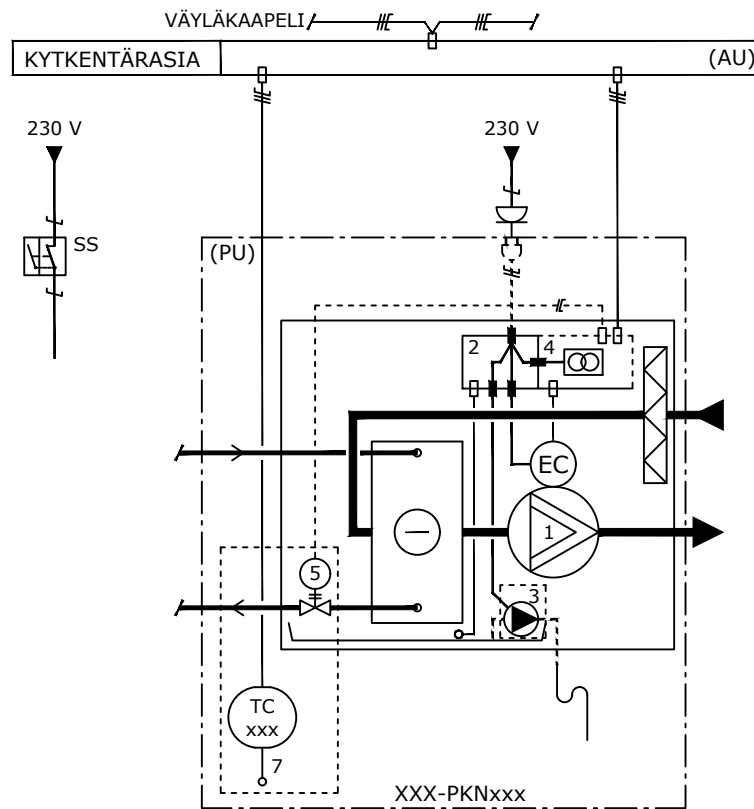 VÄYLÄKAAPELI
KYTKENTÄRASIA
(AU)
230 V
230 V
SS
(PU)
2
4
EC
1
5
3
TC
xxx
7
XXX-PKNxxx